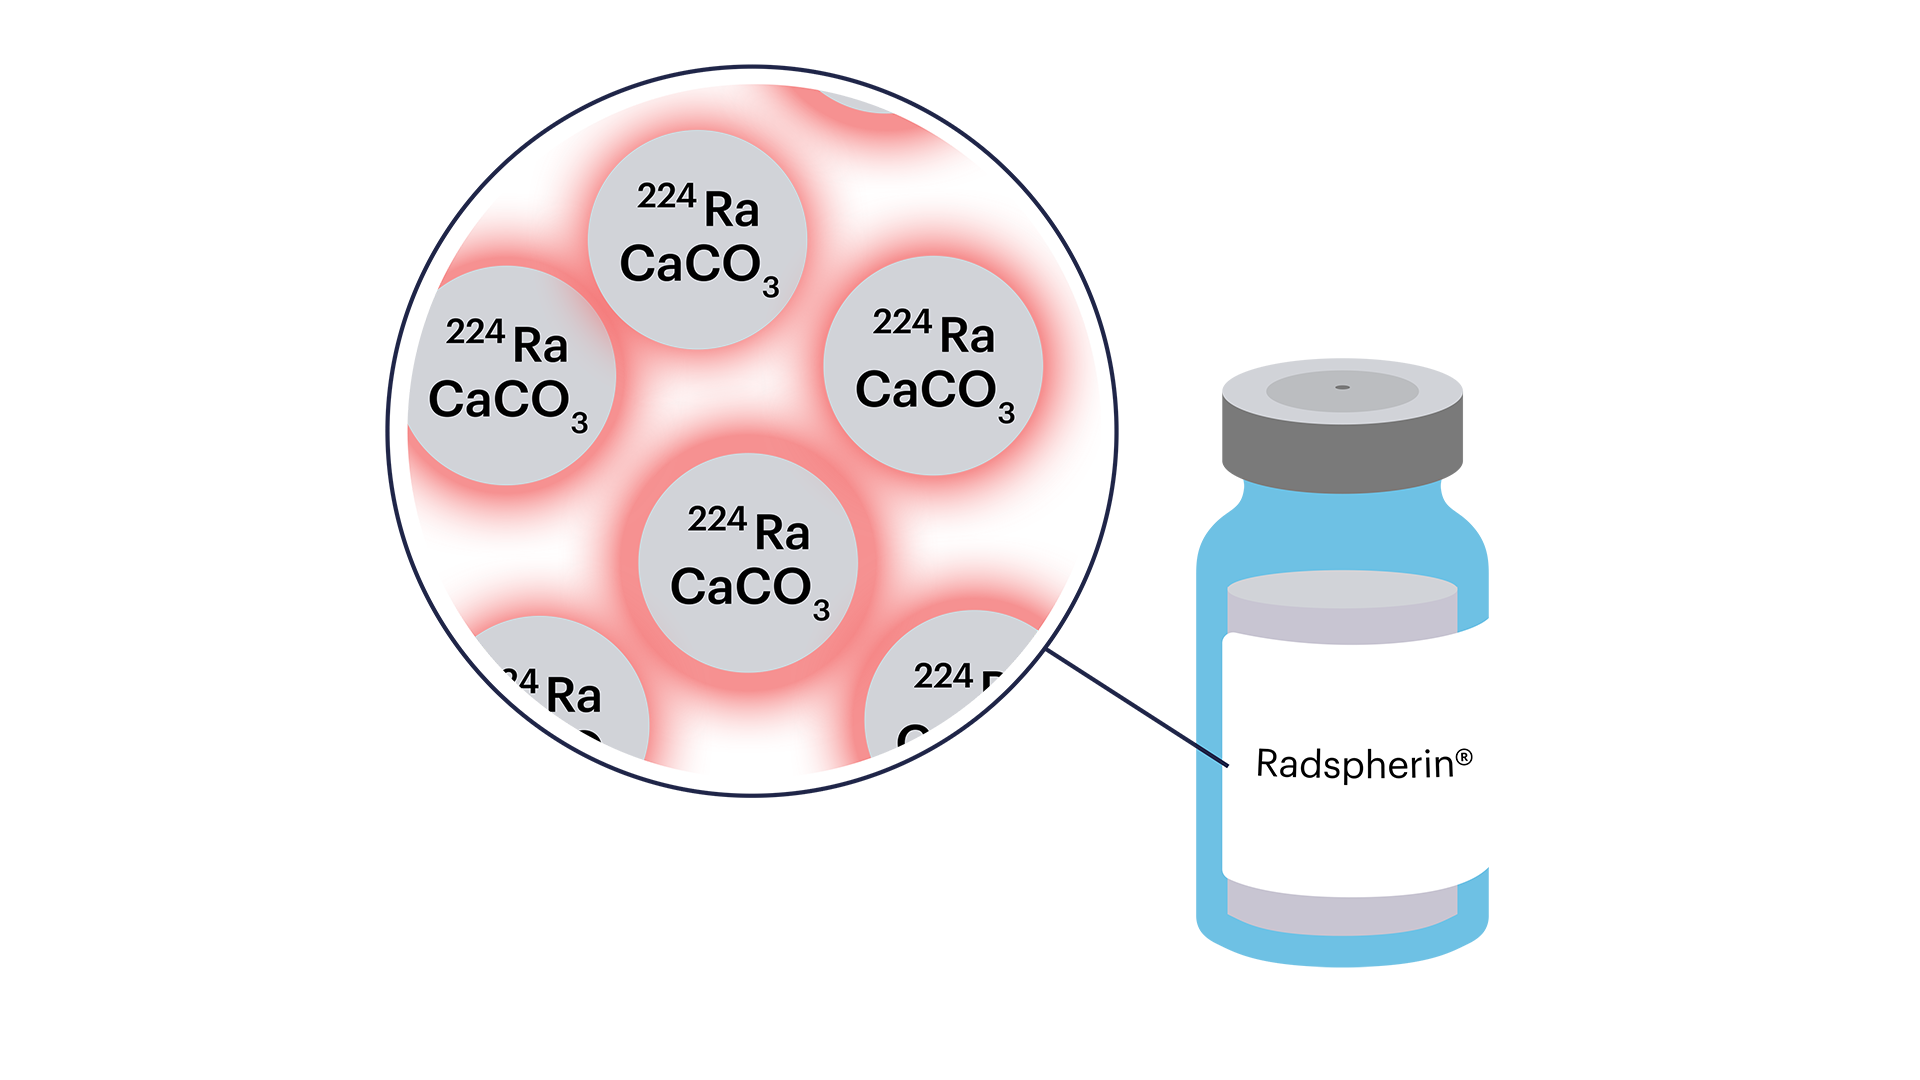 ²²⁴Ra
CaCO₃
²²⁴Ra
CaCO₃
²²⁴Ra
CaCO₃
²²⁴Ra
CaCO₃
Ra
224
Radspherin®